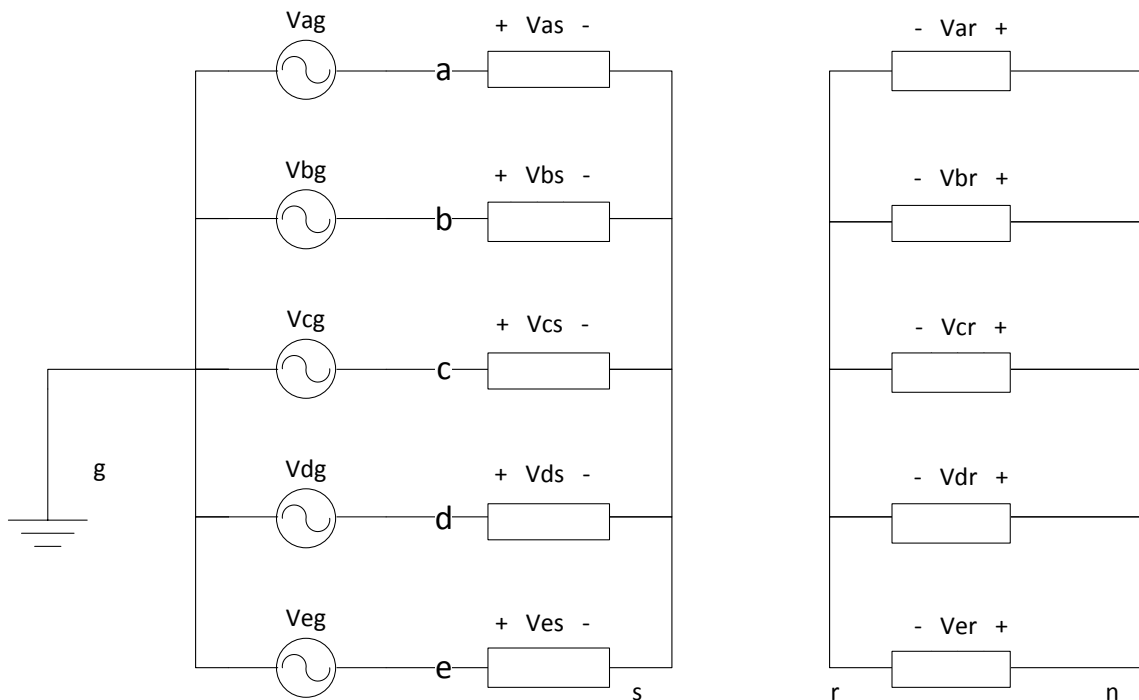 Vag + Vas - - Var +
a
Vbg + Vbs - - Vbr +
b
Vcg + Vcs - - Vcr +
c
g
Vdg + Vds - - Vdr +
d
Veg + Ves - - Ver +
e
s r n